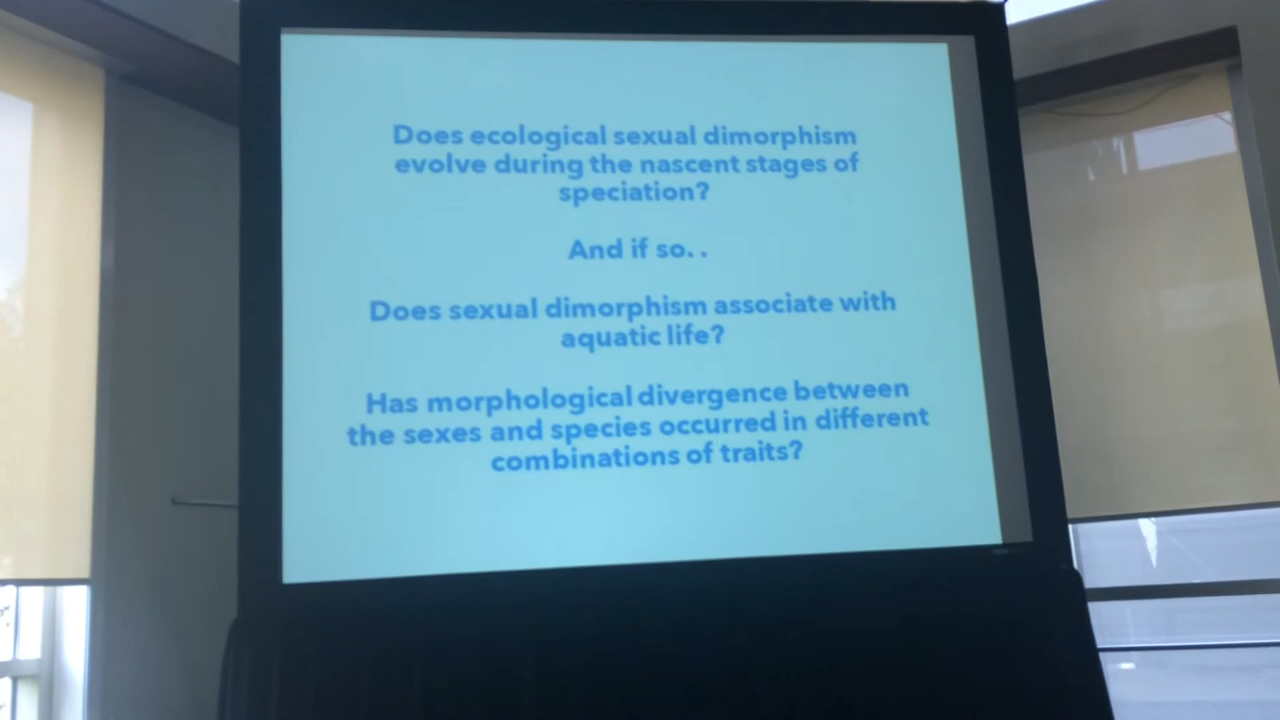 Does ecological sexual dimorphism
evolve during the nascent stages of
speciation?
And if so. .
Does sexual dimorphism associate with
aquatic life?
Has morphological divergence between
the sexes and species occurred in different
combinations of traits?